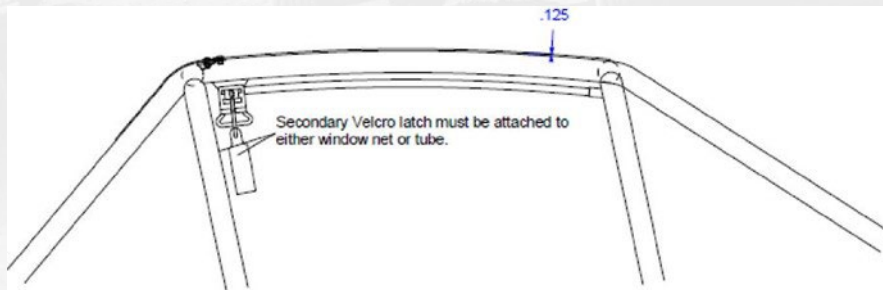 .125
Secondary Velcro latch must be attached to
either window net or tube.